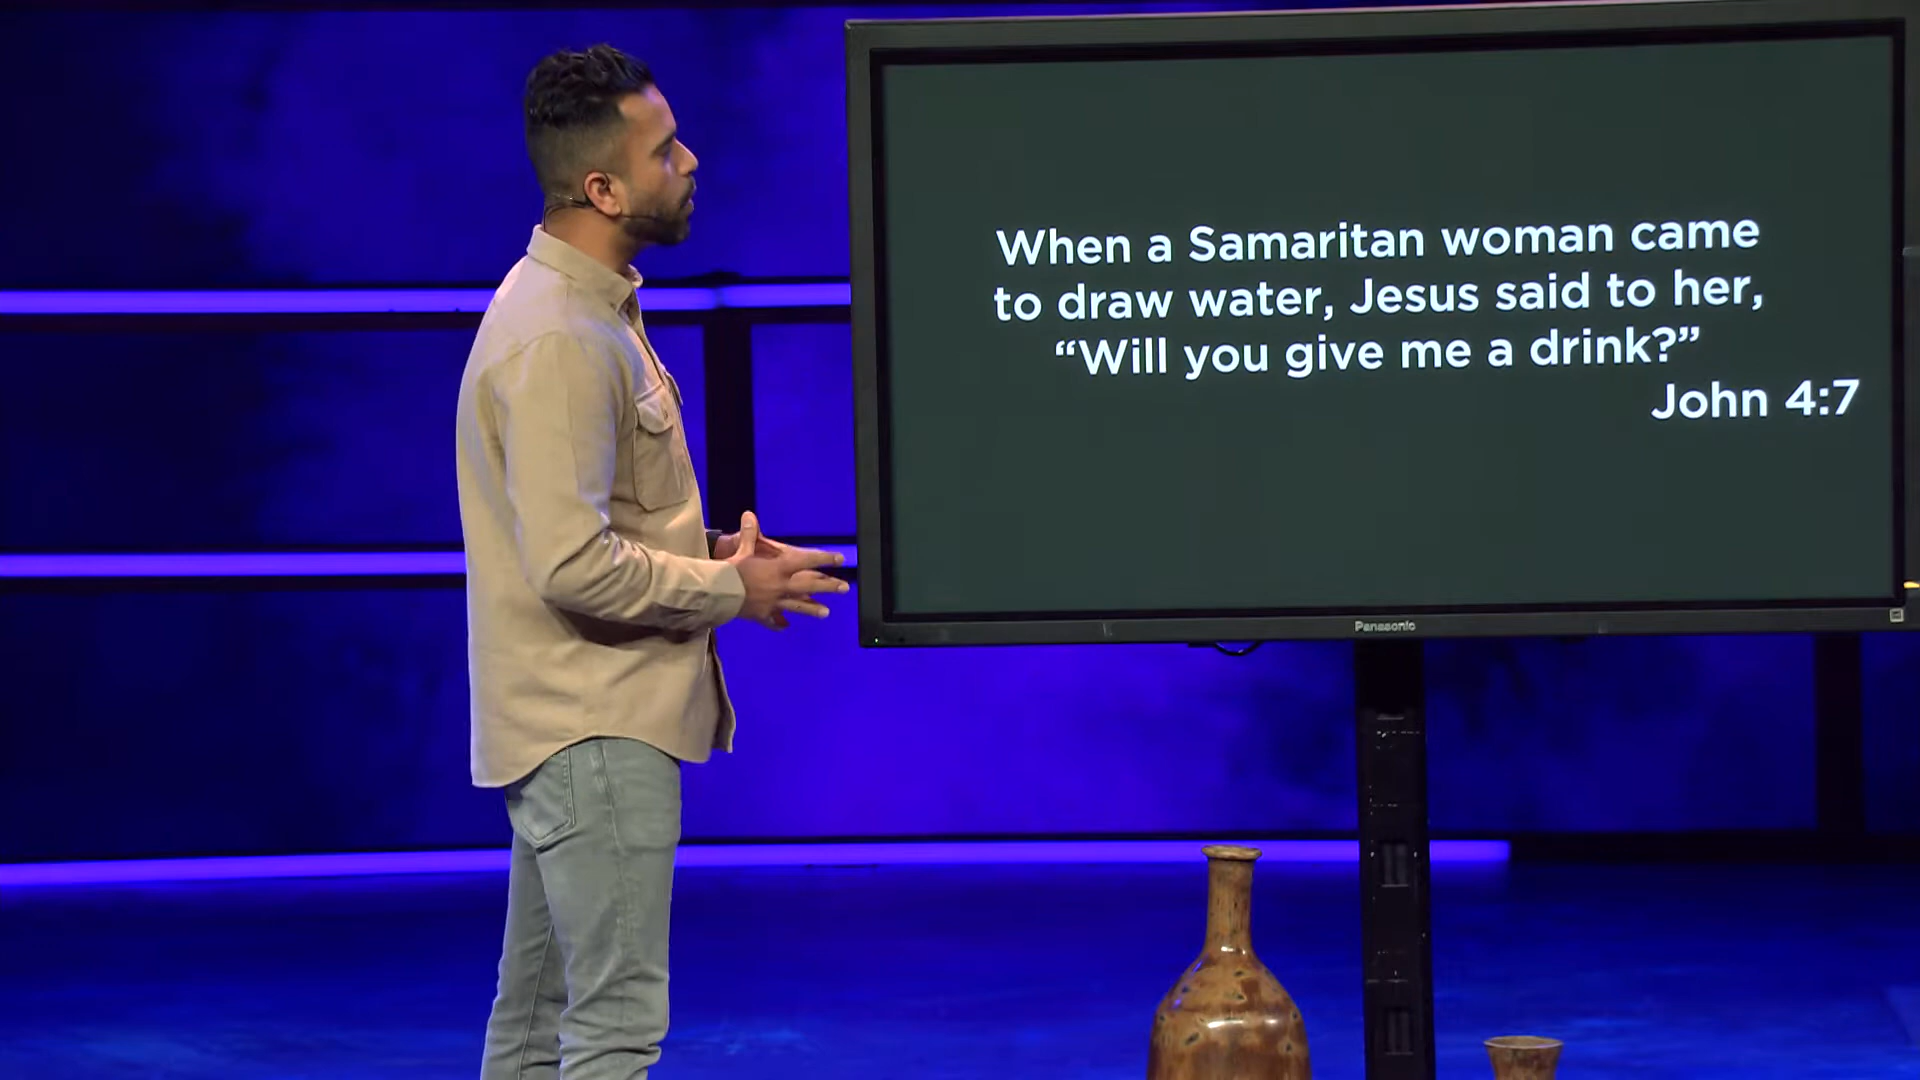 When a Samaritan woman came
to draw water, Jesus said to her,
“Will you give me a drink?”
John 4:7
Panasonic